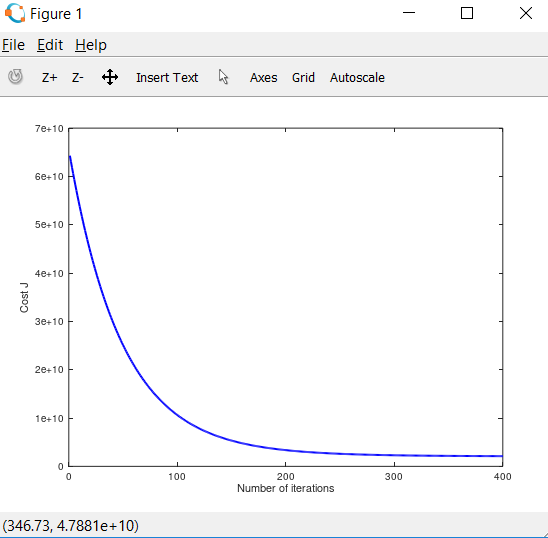 Figure 1
File Edit Help
Z+ Z- Insert Text Axes Grid Autoscale
7e+10
6e+10
5e+10
4e+10
3e+10
2e+10
1e+10
0
Cost J
0 100 200 300 400
Number of iterations
(346.73, 4.7881e+10)